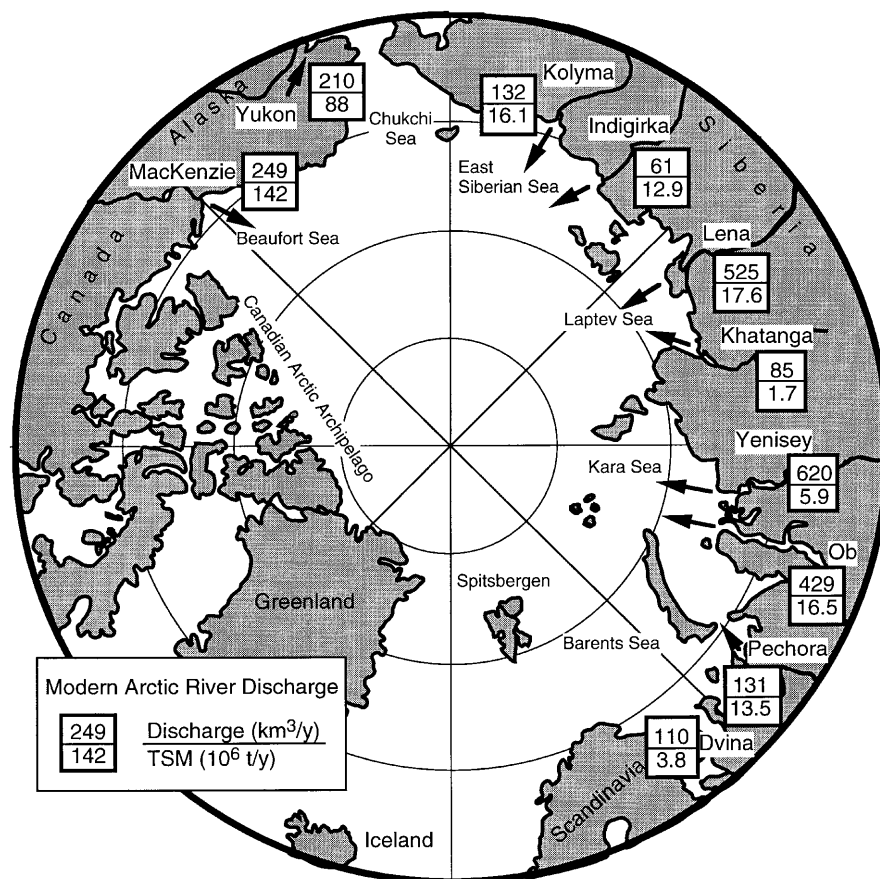 Kolyma
132
16.1
210
88
Yukon
Alaska
Chukchi
Sea
Indigirka
Siberia
East
Siberian Sea
61
12.9
MacKenzie
249
142
Beaufort Sea
Canada
Lena
525
17.6
Laptev Sea
Khatanga
85
1.7
Canadian Arctic Archipelago
Yenisey
620
5.9
Kara Sea
Ob
429
16.5
Spitsbergen
Greenland
Barents Sea
Pechora
131
13.5
Dvina
110
3.8
Scandinavia
Iceland
Modern Arctic River Discharge
249
142
Discharge (km³/y)
TSM (10⁶ t/y)